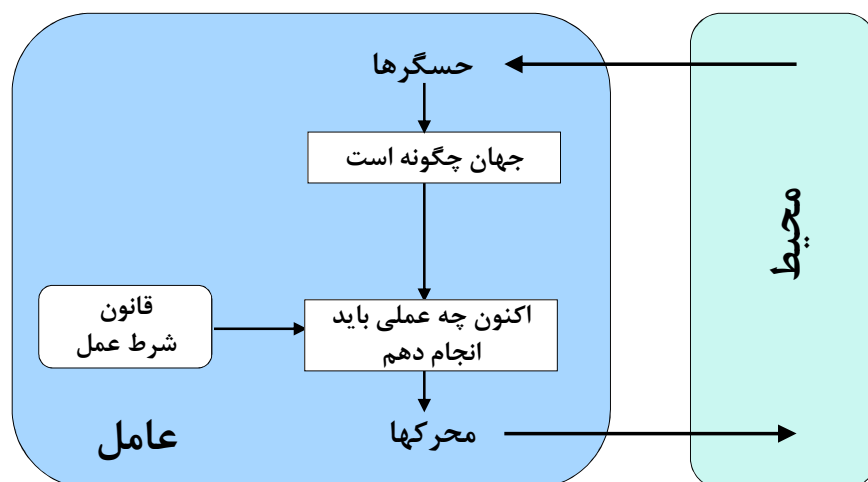 حسگرها
جهان چگونه است
محیط
قانون
شرط عمل
اکنون چه عملی باید
انجام دهم
عامل
محرکها